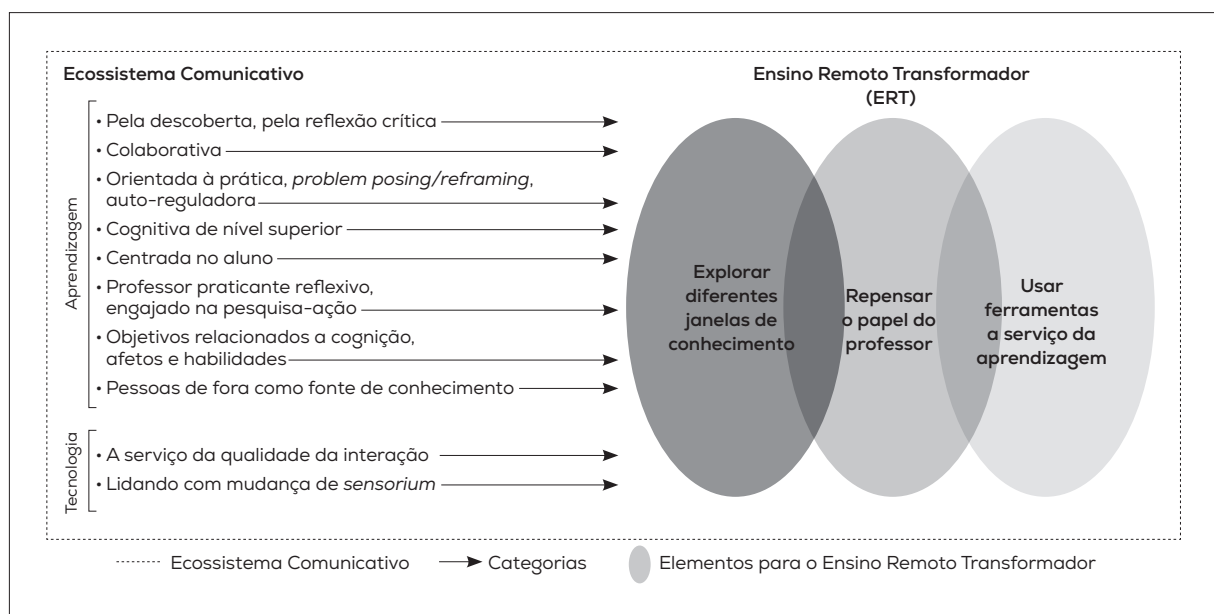 Ecossistema Comunicativo
Aprendizagem
• Pela descoberta, pela reflexão crítica
• Colaborativa
• Orientada à prática, problem posing/reframing,
auto-reguladora
• Cognitiva de nível superior
• Centrada no aluno
• Professor praticante reflexivo,
engajado na pesquisa-ação
• Objetivos relacionados a cognição,
afetos e habilidades
• Pessoas de fora como fonte de conhecimento
Tecnologia
• A serviço da qualidade da interação
• Lidando com mudança de sensorium
Ensino Remoto Transformador
(ERT)
Explorar
diferentes
janelas de
conhecimento
Repensar
o papel do
professor
Usar
ferramentas
a serviço da
aprendizagem
Ecossistema Comunicativo
Categorias
Elementos para o Ensino Remoto Transformador